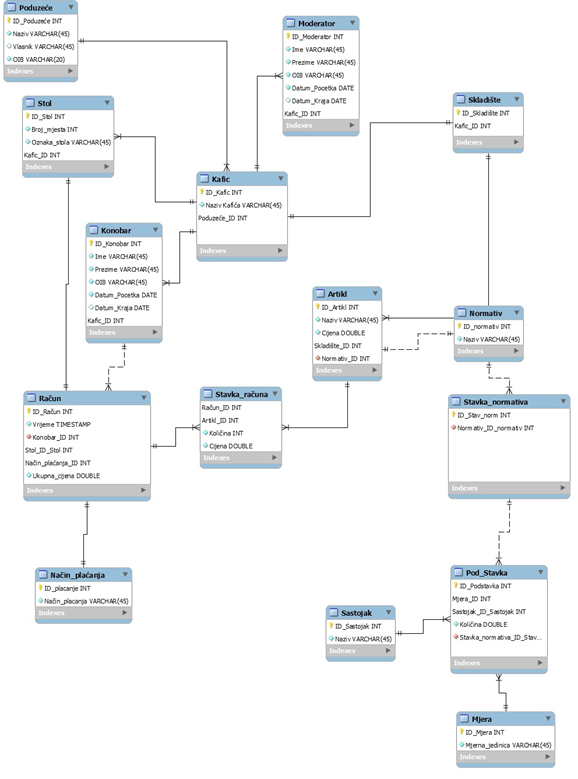 Poduzeće
ID_Poduzeće INT
Naziv VARCHAR(45)
Vlasnik VARCHAR(45)
OIB VARCHAR(20)
Indexes
Moderator
ID_Moderator INT
Ime VARCHAR(45)
Prezime VARCHAR(45)
OIB VARCHAR(45)
Datum_Pocetka DATE
Datum_Kraja DATE
Kafic_ID INT
Indexes
Stol
ID_Stol INT
Broj_mjesta INT
Oznaka_stola VARCHAR(45)
Kafic_ID INT
Indexes
Skladište
ID_Skladište INT
Kafic_ID INT
Indexes
Kafic
ID_Kafic INT
Naziv Kafića VARCHAR(45)
Poduzeće_ID INT
Indexes
Konobar
ID_Konobar INT
Ime VARCHAR(45)
Prezime VARCHAR(45)
OIB VARCHAR(45)
Datum_Pocetka DATE
Datum_Kraja DATE
Kafic_ID INT
Indexes
Artikl
ID_Artikl INT
Naziv VARCHAR(45)
Cijena DOUBLE
Skladište_ID INT
Normativ_ID INT
Indexes
Normativ
ID_normativ INT
Naziv VARCHAR(45)
Indexes
Račun
ID_Račun INT
Vrijeme TIMESTAMP
Konobar_ID INT
Stol_ID_Stol INT
Način_plaćanja_ID INT
Ukupna_cijena DOUBLE
Indexes
Stavka_računa
Račun_ID INT
Artikl_ID INT
Količina INT
Cijena DOUBLE
Indexes
Stavka_normativa
ID_Stav_norm INT
Normativ_ID_normativ INT
Indexes
Način_plaćanja
ID_placanje INT
Način_placanja VARCHAR(45)
Indexes
Pod_Stavka
ID_Podstavka INT
Mjera_ID INT
Sastojak_ID_Sastojak INT
Količina DOUBLE
Stavka_normativa_ID_Stav...
Indexes
Sastojak
ID_Sastojak INT
Naziv VARCHAR(45)
Indexes
Mjera
ID_Mjera INT
Mjerna_jedinica VARCHAR(45)
Indexes